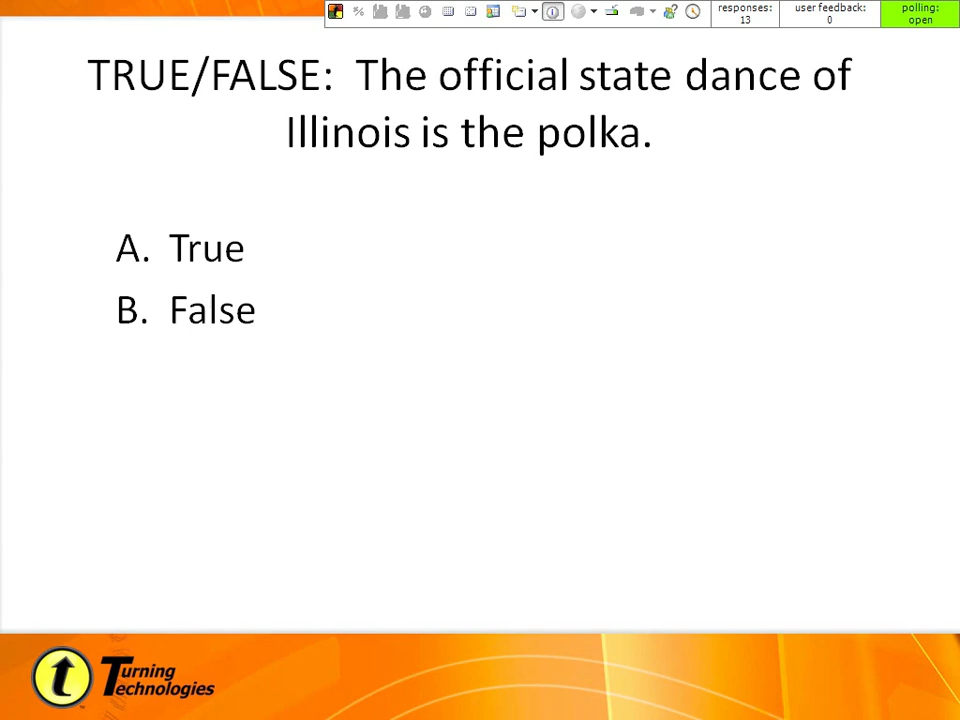 responses: user feedback: polling:
13 0 open
TRUE/FALSE: The official state dance of
Illinois is the polka.
A. True
B. False
t Turning
Technologies